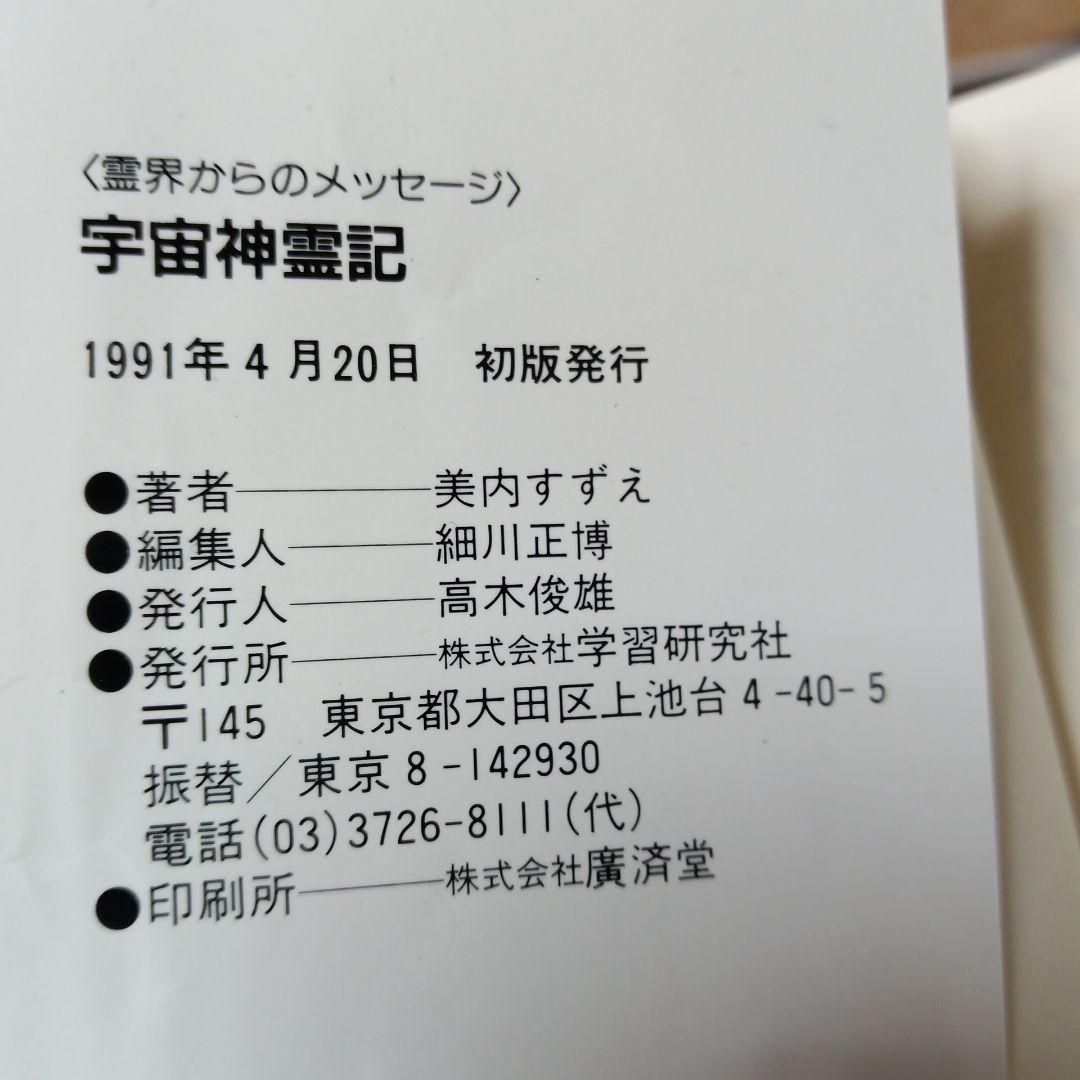 〈霊界からのメッセージ〉
宇宙神霊記
1991年4月20日　初版発行
●著者────美内すずえ
●編集人───細川正博
●発行人───高木俊雄
●発行所───株式会社学習研究社
〒145　東京都大田区上池台4-40-5
振替／東京8-142930
電話(03)3726-8111(代)
●印刷所───株式会社廣済堂